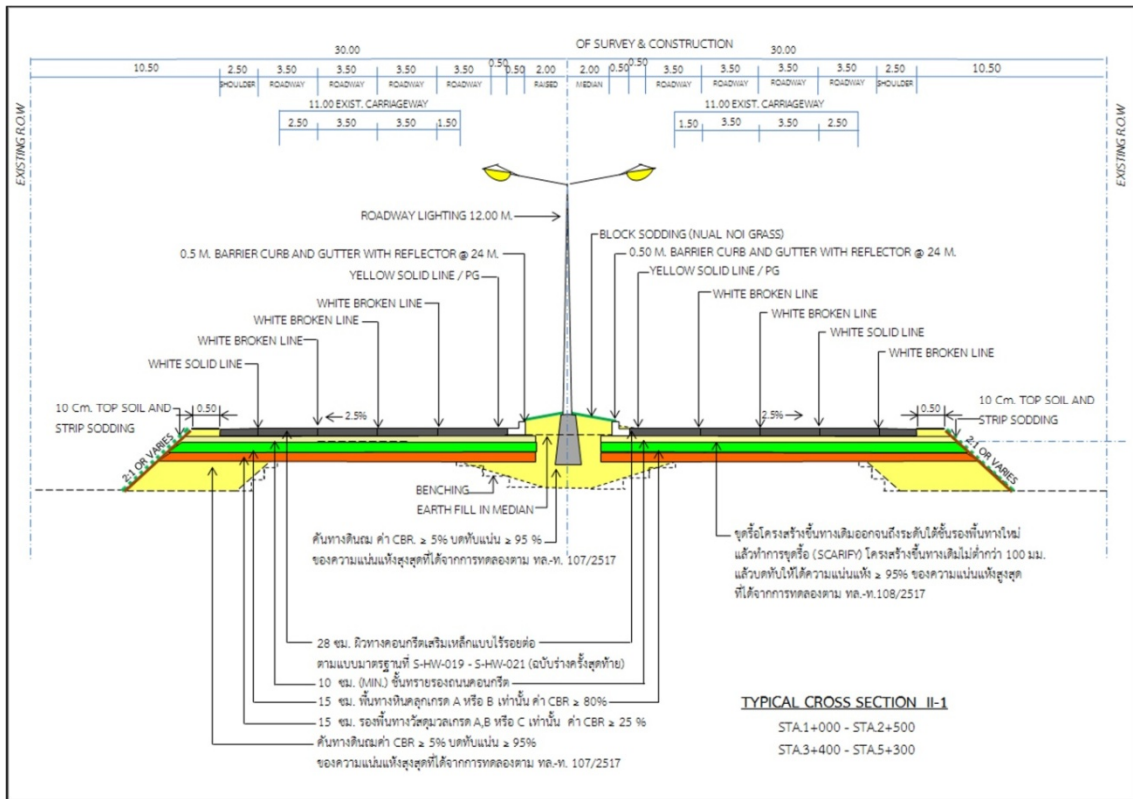 OF SURVEY & CONSTRUCTION
30.00 30.00
10.50 2.50 3.50 3.50 3.50 3.50 0.50 0.50 2.00 2.00 0.50 0.50 3.50 3.50 3.50 3.50 2.50 10.50
SHOULDER ROADWAY ROADWAY ROADWAY ROADWAY RAISED MEDIAN ROADWAY ROADWAY ROADWAY ROADWAY SHOULDER
11.00 EXIST. CARRIAGEWAY 11.00 EXIST. CARRIAGEWAY
2.50 3.50 3.50 1.50 1.50 3.50 3.50 2.50
EXISTING R.O.W
EXISTING R.O.W
ROADWAY LIGHTING 12.00 M.
BLOCK SODDING (NUAL NOI GRASS)
0.5 M. BARRIER CURB AND GUTTER WITH REFLECTOR @ 24 M.
0.50 M. BARRIER CURB AND GUTTER WITH REFLECTOR @ 24 M.
YELLOW SOLID LINE / PG
YELLOW SOLID LINE / PG
WHITE BROKEN LINE
WHITE BROKEN LINE
WHITE BROKEN LINE
WHITE BROKEN LINE
WHITE BROKEN LINE
WHITE SOLID LINE
WHITE SOLID LINE
WHITE BROKEN LINE
10 Cm. TOP SOIL AND
STRIP SODDING
0.50
2.5%
2.5%
0.50
10 Cm. TOP SOIL AND
STRIP SODDING
2:1 OR VARIES
2:1 OR VARIES
BENCHING
EARTH FILL IN MEDIAN
คันทางดินถม ค่า CBR. ≥ 5% บดทับแน่น ≥ 95 %
ของความแน่นแห้งสูงสุดที่ได้จากการทดลองตาม ทล.-ท. 107/2517
ขุดรื้อโครงสร้างชั้นทางเดิมออกจนถึงระดับใต้ชั้นรองพื้นทางใหม่
แล้วทำการขุดรื้อ (SCARIFY) โครงสร้างชั้นทางเดิมไม่ต่ำกว่า 100 มม.
แล้วบดทับให้ได้ความแน่นแห้ง ≥ 95% ของความแน่นแห้งสูงสุด
ที่ได้จากการทดลองตาม ทล.-ท.108/2517
28 ซม. ผิวทางคอนกรีตเสริมเหล็กแบบไร้รอยต่อ
ตามแบบมาตรฐานที่ S-HW-019 - S-HW-021 (ฉบับร่างครั้งสุดท้าย)
10 ซม. (MIN.) ชั้นทรายรองถนนคอนกรีต
15 ซม. พื้นทางหินคลุกเกรด A หรือ B เท่านั้น ค่า CBR ≥ 80%
15 ซม. รองพื้นทางวัสดุมวลเกรด A,B หรือ C เท่านั้น ค่า CBR ≥ 25 %
คันทางดินถมค่า CBR ≥ 5% บดทับแน่น ≥ 95%
ของความแน่นแห้งสูงสุดที่ได้จากการทดลองตาม ทล.-ท. 107/2517
TYPICAL CROSS SECTION II-1
STA.1+000 - STA.2+500
STA.3+400 - STA.5+300